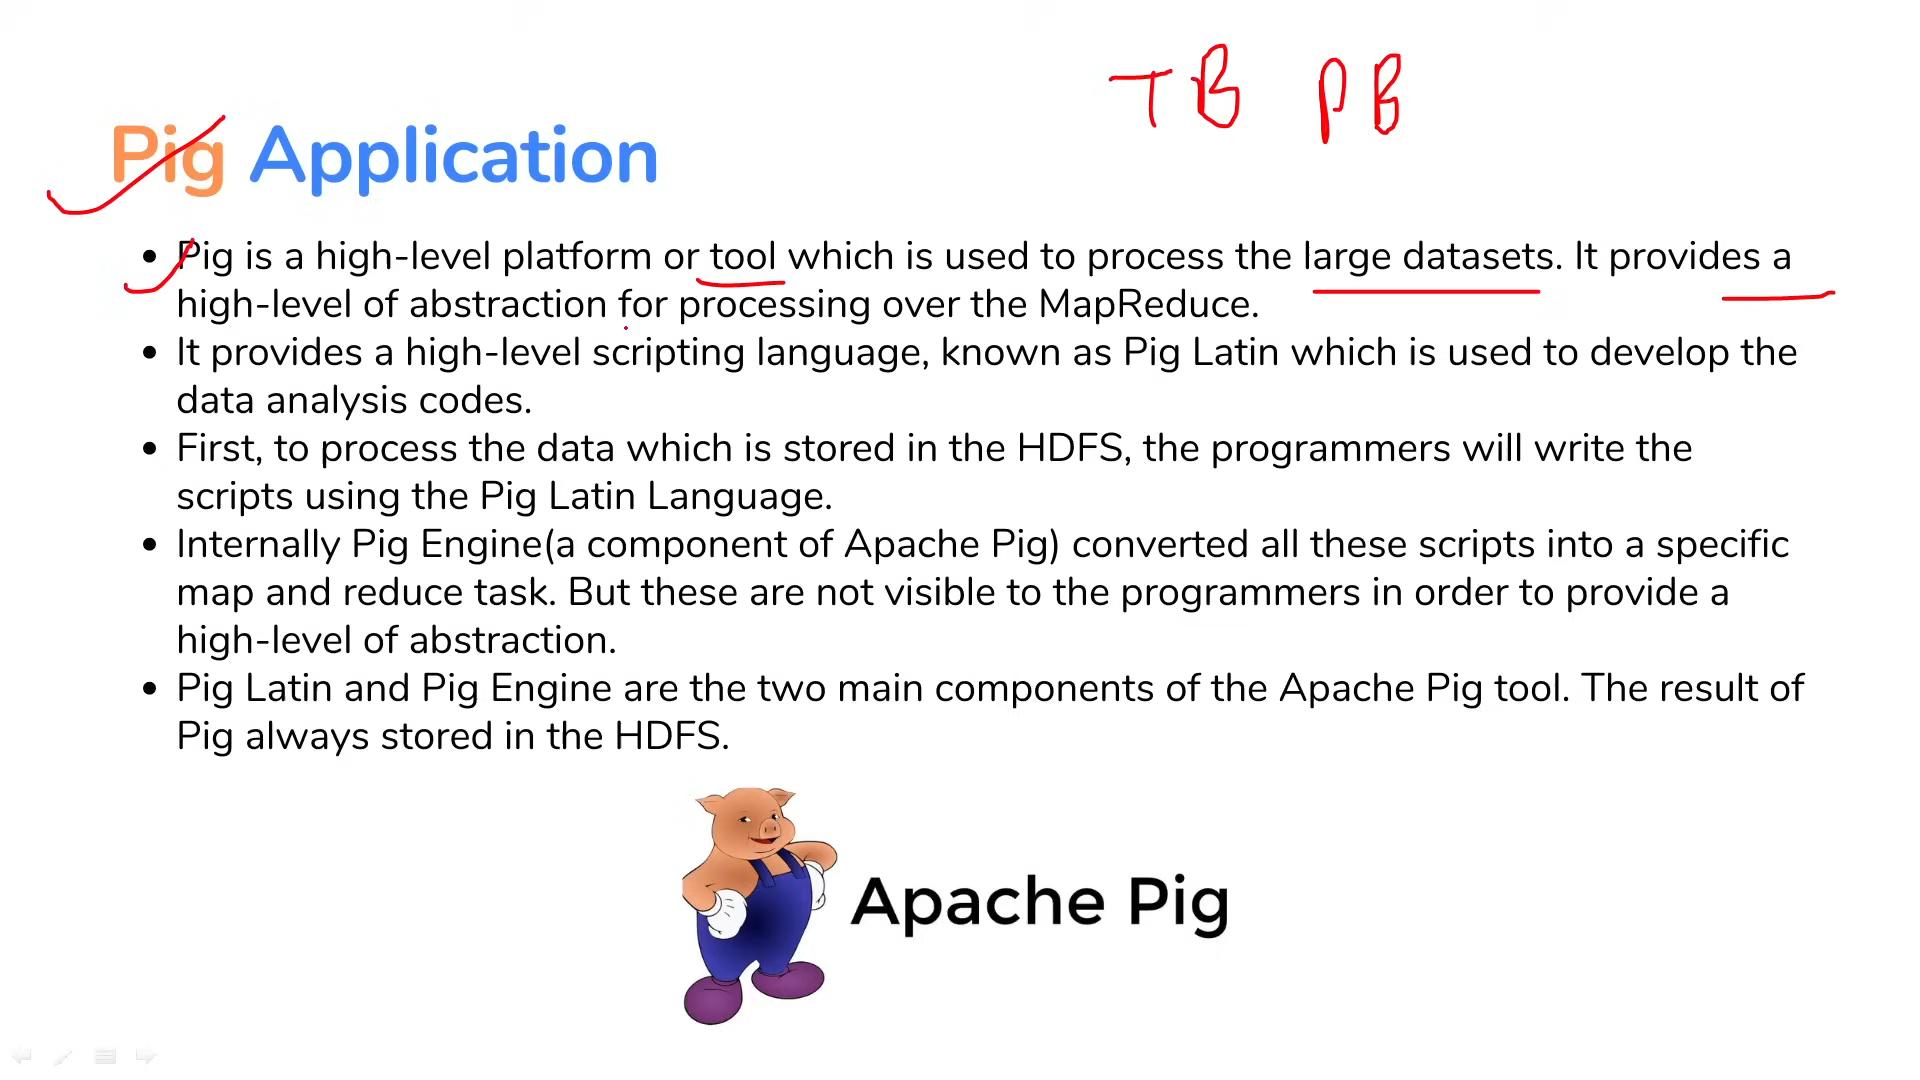 TB PB
Pig Application
• Pig is a high-level platform or tool which is used to process the large datasets. It provides a
high-level of abstraction for processing over the MapReduce.
• It provides a high-level scripting language, known as Pig Latin which is used to develop the
data analysis codes.
• First, to process the data which is stored in the HDFS, the programmers will write the
scripts using the Pig Latin Language.
• Internally Pig Engine(a component of Apache Pig) converted all these scripts into a specific
map and reduce task. But these are not visible to the programmers in order to provide a
high-level of abstraction.
• Pig Latin and Pig Engine are the two main components of the Apache Pig tool. The result of
Pig always stored in the HDFS.
Apache Pig